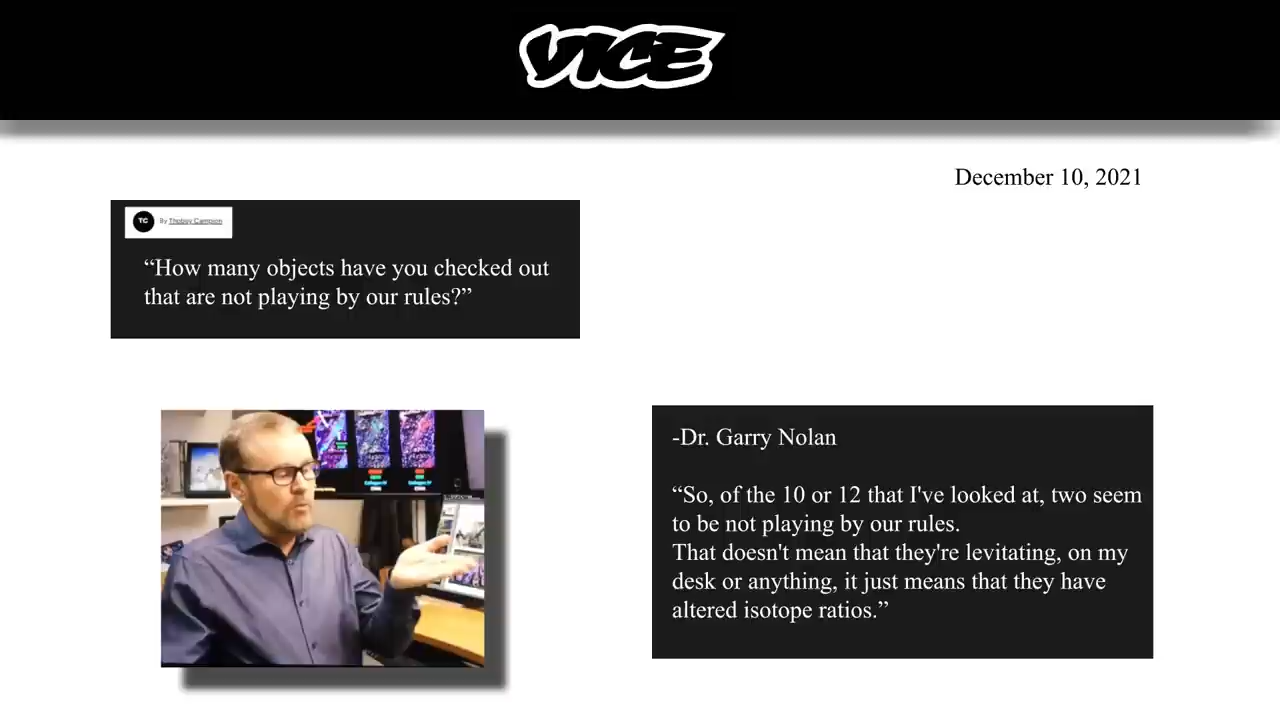 VICE
December 10, 2021
TC By Thobey Campion
“How many objects have you checked out
that are not playing by our rules?”
-Dr. Garry Nolan
“So, of the 10 or 12 that I've looked at, two seem
to be not playing by our rules.
That doesn't mean that they're levitating, on my
desk or anything, it just means that they have
altered isotope ratios.”